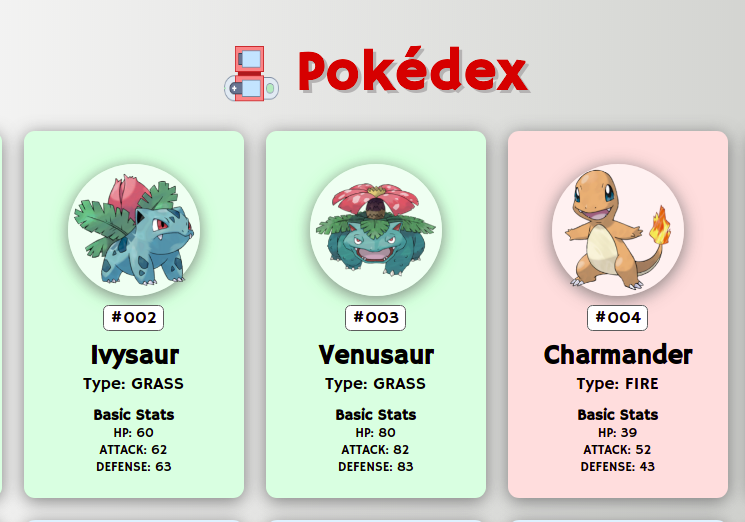 Pokédex
#002
Ivysaur
Type: GRASS
Basic Stats
HP: 60
ATTACK: 62
DEFENSE: 63
#003
Venusaur
Type: GRASS
Basic Stats
HP: 80
ATTACK: 82
DEFENSE: 83
#004
Charmander
Type: FIRE
Basic Stats
HP: 39
ATTACK: 52
DEFENSE: 43